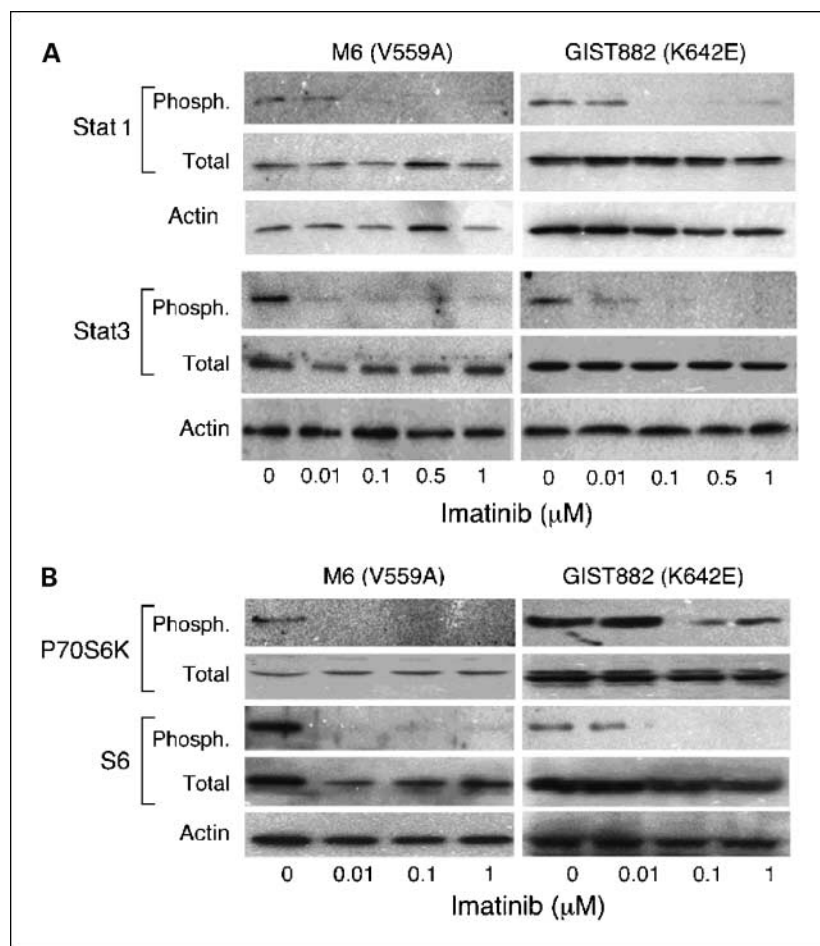 A
M6 (V559A) GIST882 (K642E)
Stat 1
Phosph.
Total
Actin
Stat3
Phosph.
Total
Actin
0 0.01 0.1 0.5 1 0 0.01 0.1 0.5 1
Imatinib (μM)
B
M6 (V559A) GIST882 (K642E)
P70S6K
Phosph.
Total
S6
Phosph.
Total
Actin
0 0.01 0.1 1 0 0.01 0.1 1
Imatinib (μM)